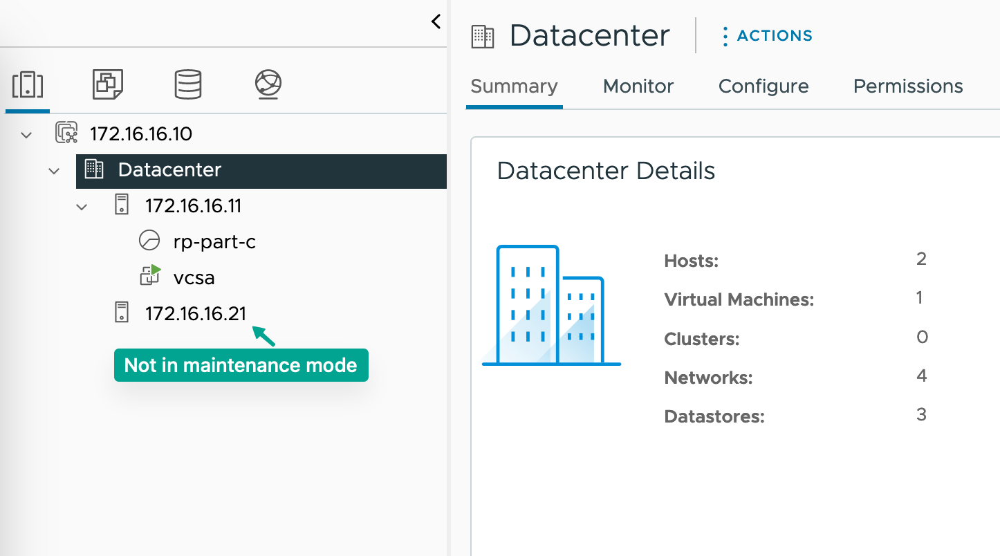 172.16.16.10
Datacenter
172.16.16.11
rp-part-c
vcsa
172.16.16.21
Not in maintenance mode
Datacenter
ACTIONS
Summary Monitor Configure Permissions
Datacenter Details
Hosts: 2
Virtual Machines: 1
Clusters: 0
Networks: 4
Datastores: 3